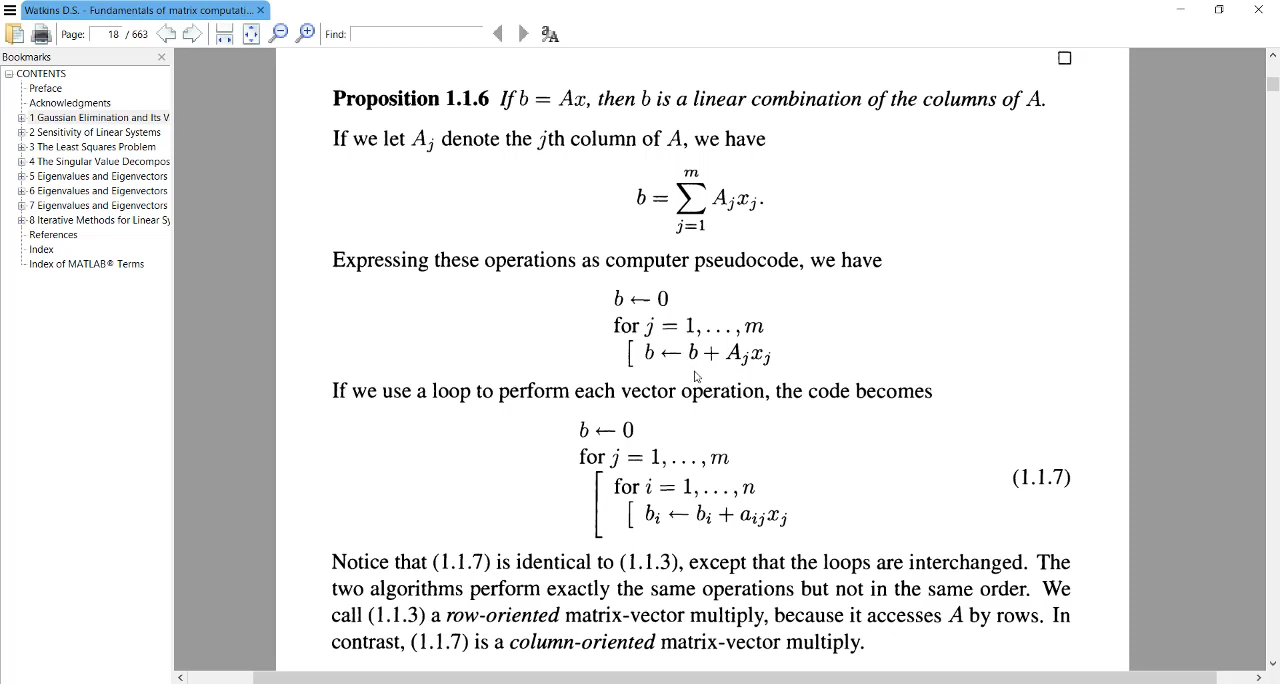 Watkins D.S. - Fundamentals of matrix computati...
Page: 18 / 663 Find:
Bookmarks
CONTENTS
Preface
Acknowledgments
1 Gaussian Elimination and Its V
2 Sensitivity of Linear Systems
3 The Least Squares Problem
4 The Singular Value Decompos
5 Eigenvalues and Eigenvectors
6 Eigenvalues and Eigenvectors
7 Eigenvalues and Eigenvectors
8 Iterative Methods for Linear Sy
References
Index
Index of MATLAB® Terms
Proposition 1.1.6 If b = Ax, then b is a linear combination of the columns of A.
If we let A_j denote the jth column of A, we have
b = ∑_{j=1}^{m} A_j x_j.
Expressing these operations as computer pseudocode, we have
b ← 0
for j = 1, . . . , m
[ b ← b + A_j x_j
If we use a loop to perform each vector operation, the code becomes
b ← 0
for j = 1, . . . , m
[ for i = 1, . . . , n (1.1.7)
[ b_i ← b_i + a_{ij} x_j
Notice that (1.1.7) is identical to (1.1.3), except that the loops are interchanged. The
two algorithms perform exactly the same operations but not in the same order. We
call (1.1.3) a row-oriented matrix-vector multiply, because it accesses A by rows. In
contrast, (1.1.7) is a column-oriented matrix-vector multiply.